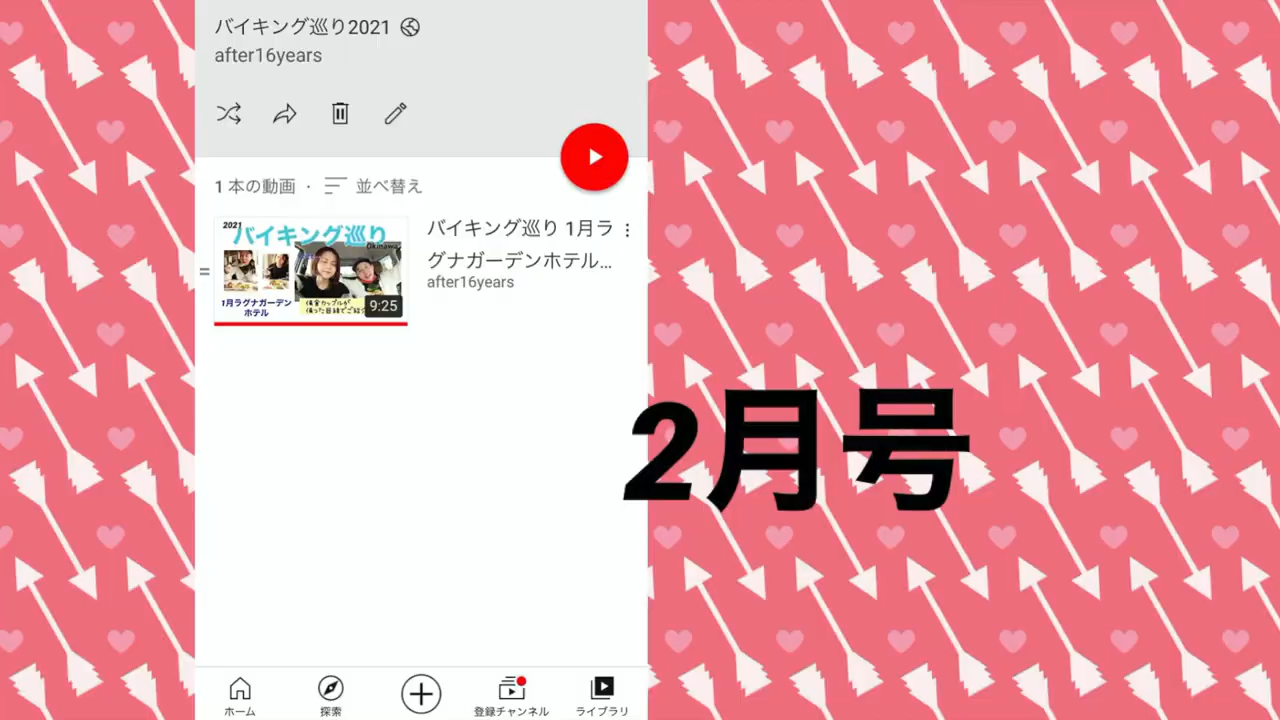 バイキング巡り2021
after16years
1 本の動画 · 並べ替え
2021
バイキング巡り
Okinawa
1月ラグナガーデン
ホテル
9:25
バイキング巡り 1月ラ
グナガーデンホテル...
after16years
2月号
ホーム
探索
登録チャンネル
ライブラリ